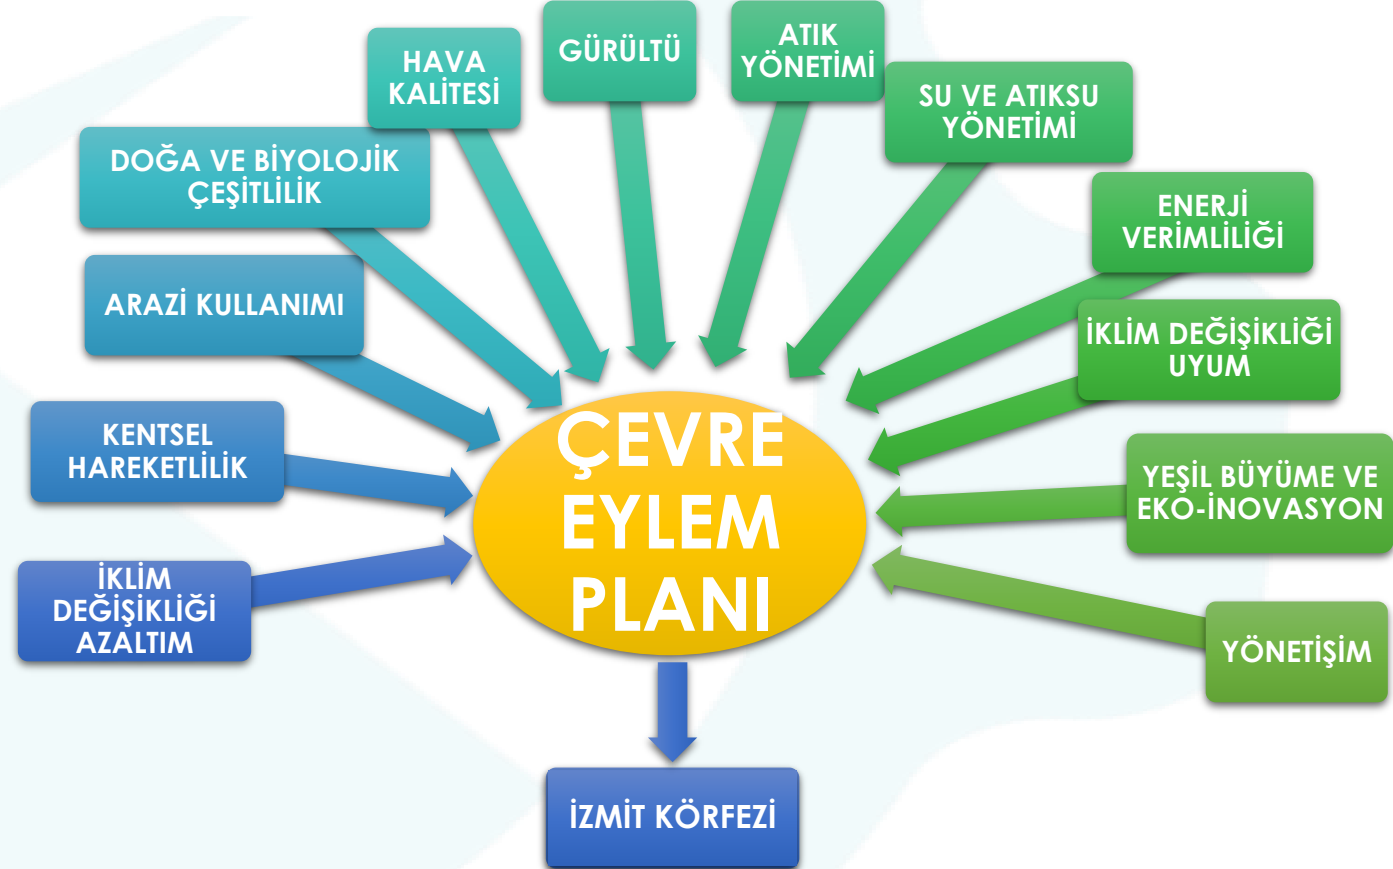 GÜRÜLTÜ
ATIK
YÖNETİMİ
HAVA
KALİTESİ
SU VE ATIKSU
YÖNETİMİ
DOĞA VE BİYOLOJİK
ÇEŞİTLİLİK
ENERJİ
VERİMLİLİĞİ
ARAZİ KULLANIMI
İKLİM DEĞİŞİKLİĞİ
UYUM
KENTSEL
HAREKETLİLİK
ÇEVRE
EYLEM
PLANI
YEŞİL BÜYÜME VE
EKO-İNOVASYON
İKLİM
DEĞİŞİKLİĞİ
AZALTIM
YÖNETİŞİM
İZMİT KÖRFEZİ